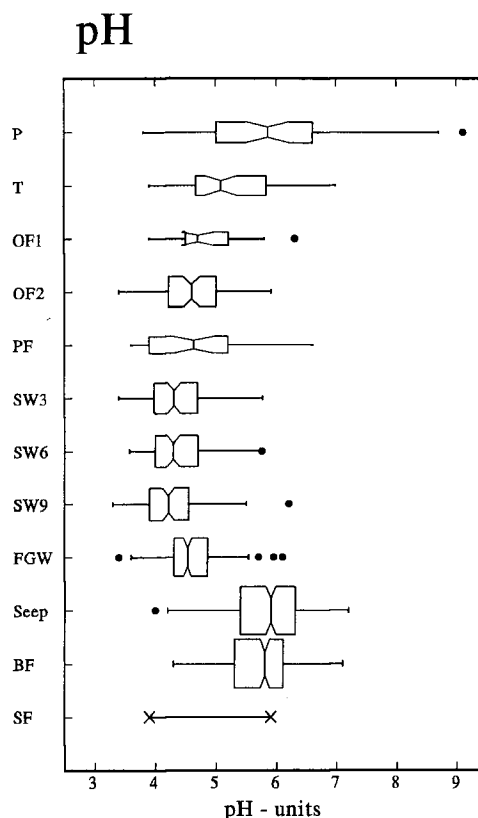 pH
P
T
OF1
OF2
PF
SW3
SW6
SW9
FGW
Seep
BF
SF
3 4 5 6 7 8 9
pH - units